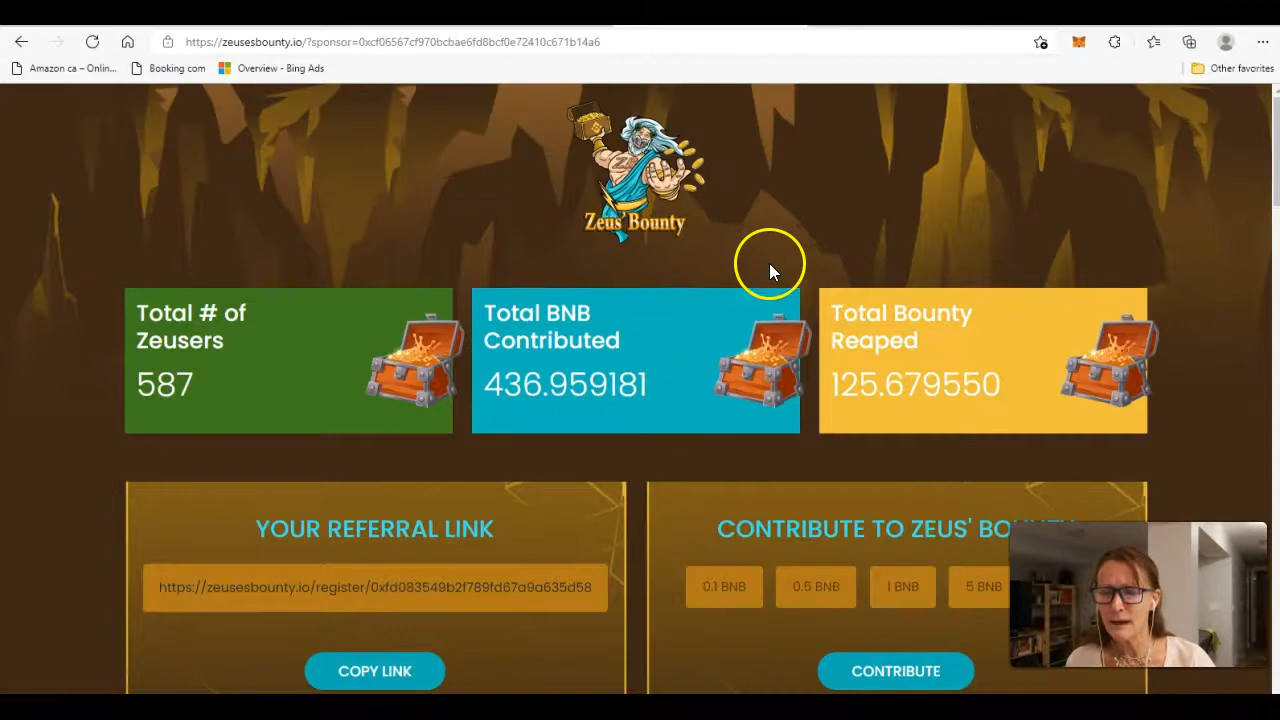 https://zeusesbounty.io/?sponsor=0xcf06567cf970bcbae6fd8bcf0e72410c671b14a6
Amazon ca – Onlin...
Booking com
Overview - Bing Ads
Other favorites
Zeus' Bounty
Total # of
Zeusers
587
Total BNB
Contributed
436.959181
Total Bounty
Reaped
125.679550
YOUR REFERRAL LINK
https://zeusesbounty.io/register/0xfd083549b2f789fd67a9a635d58
COPY LINK
CONTRIBUTE TO ZEUS' BOUNTY
0.1 BNB
0.5 BNB
1 BNB
5 BNB
CONTRIBUTE